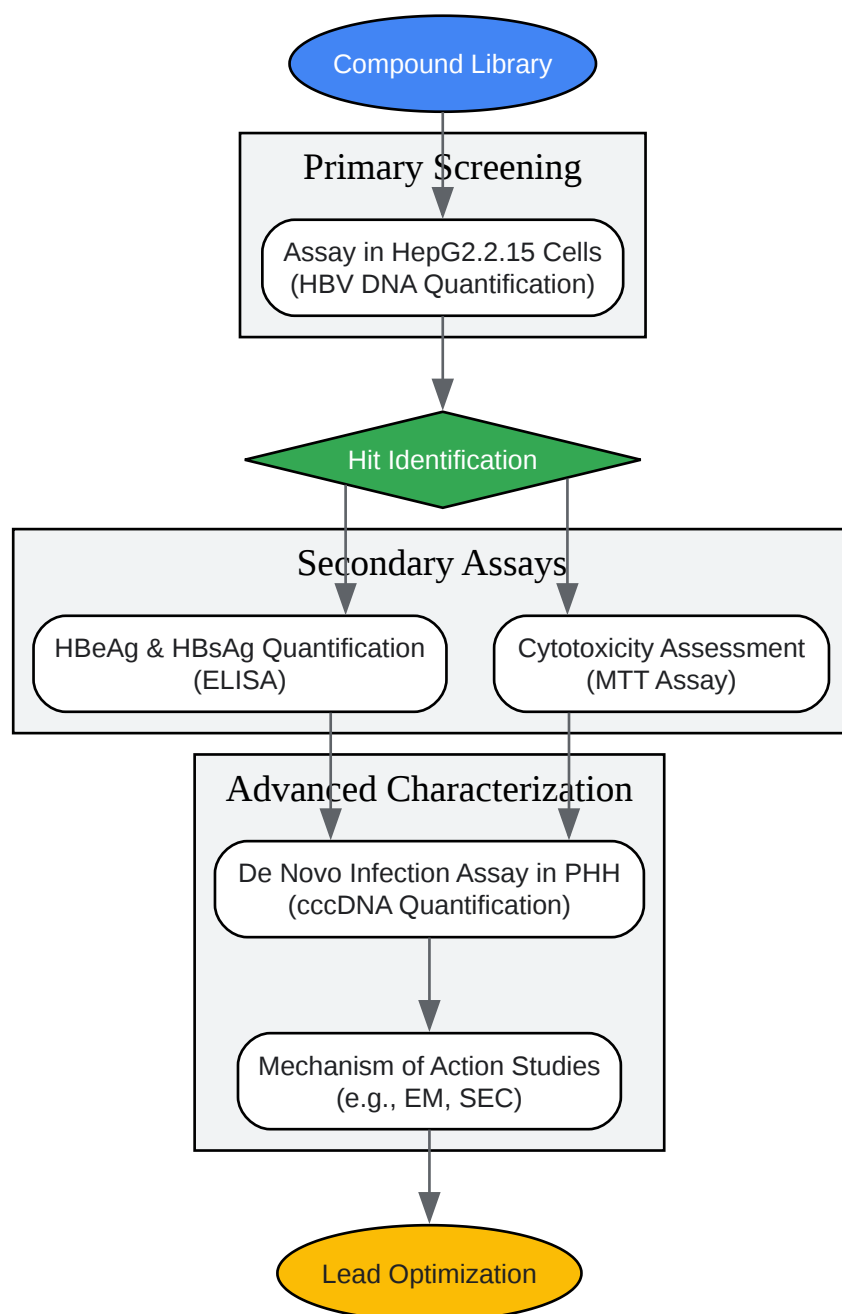 Compound Library
Primary Screening
Assay in HepG2.2.15 Cells
(HBV DNA Quantification)
Hit Identification
Secondary Assays
HBeAg & HBsAg Quantification
(ELISA)
Cytotoxicity Assessment
(MTT Assay)
Advanced Characterization
De Novo Infection Assay in PHH
(cccDNA Quantification)
Mechanism of Action Studies
(e.g., EM, SEC)
Lead Optimization